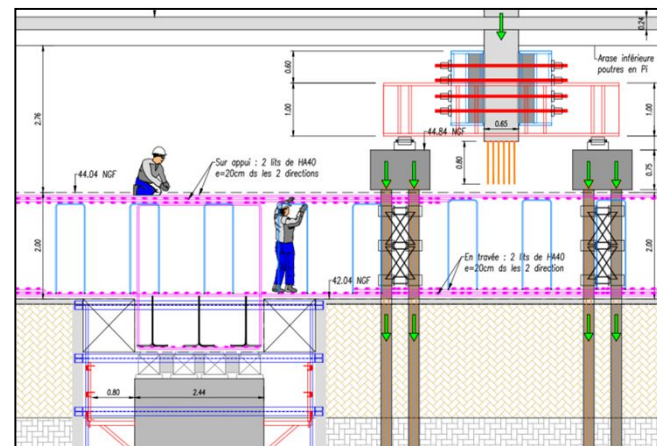 0.24
Arase inférieure
poutres en Pi
0.60
1.00
1.00
2.76
0.65
44.84 NGF
0.80
0.75
44.04 NGF
Sur appui : 2 lits de HA40
e=20cm ds les 2 directions
2.00
2.00
En travée : 2 lits de HA40
e=20cm ds les 2 direction
42.04 NGF
0.80
2.44